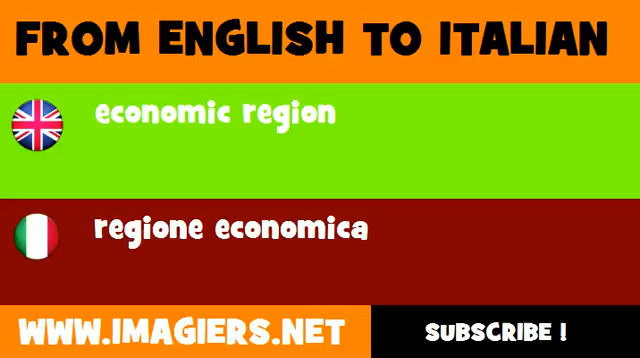 FROM ENGLISH TO ITALIAN
economic region
regione economica
WWW.IMAGIERS.NET
SUBSCRIBE !